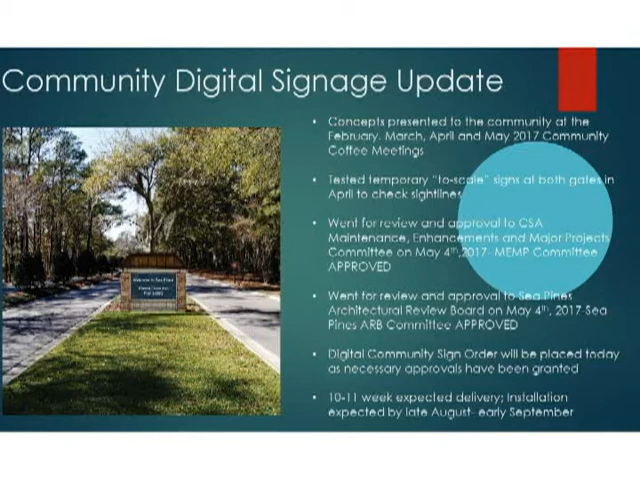 Community Digital Signage Update
• Concepts presented to the community at the
February, March, April and May 2017 Community
Coffee Meetings
• Tested temporary "to-scale" signs at both gates in
April to check sightlines
• Went for review and approval to CSA
Maintenance, Enhancements and Major Projects
Committee on May 4th,2017- MEMP Committee
APPROVED
• Went for review and approval to Sea Pines
Architectural Review Board on May 4th, 2017-Sea
Pines ARB Committee APPROVED
• Digital Community Sign Order will be placed today
as necessary approvals have been granted
• 10-11 week expected delivery; Installation
expected by late August- early September
Welcome to Sea Pines